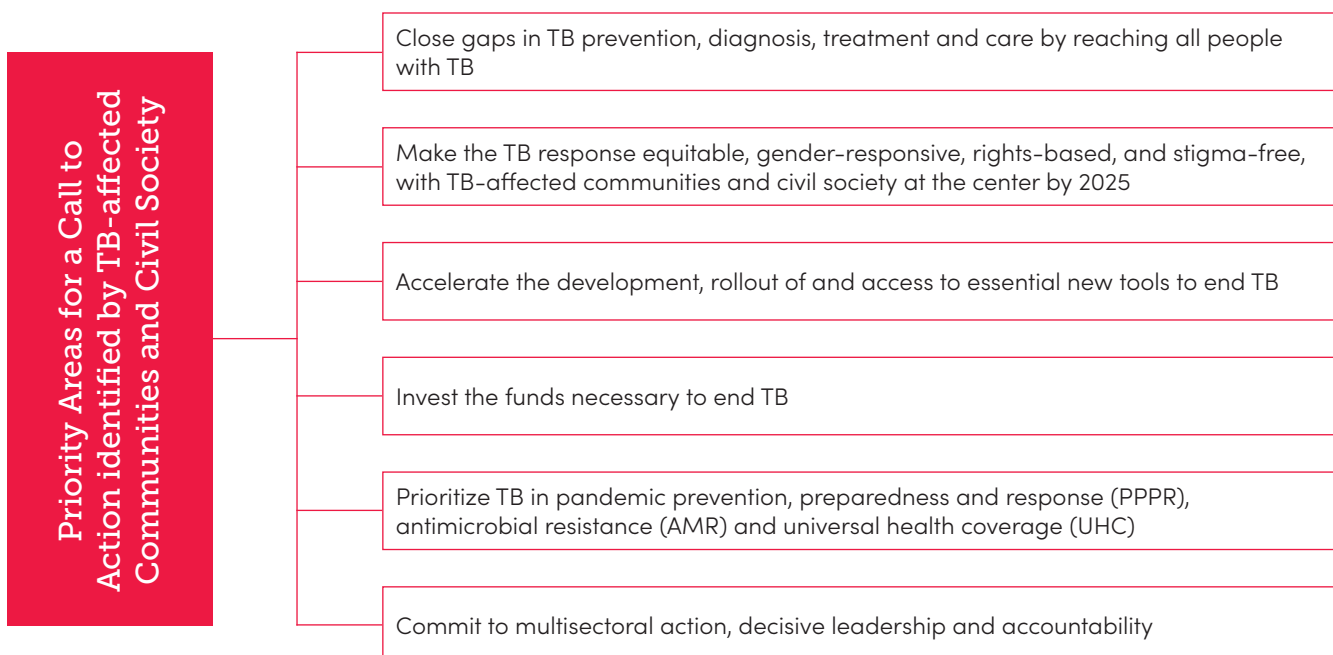 Priority Areas for a Call to
Action identified by TB-affected
Communities and Civil Society
Close gaps in TB prevention, diagnosis, treatment and care by reaching all people
with TB
Make the TB response equitable, gender-responsive, rights-based, and stigma-free,
with TB-affected communities and civil society at the center by 2025
Accelerate the development, rollout of and access to essential new tools to end TB
Invest the funds necessary to end TB
Prioritize TB in pandemic prevention, preparedness and response (PPPR),
antimicrobial resistance (AMR) and universal health coverage (UHC)
Commit to multisectoral action, decisive leadership and accountability